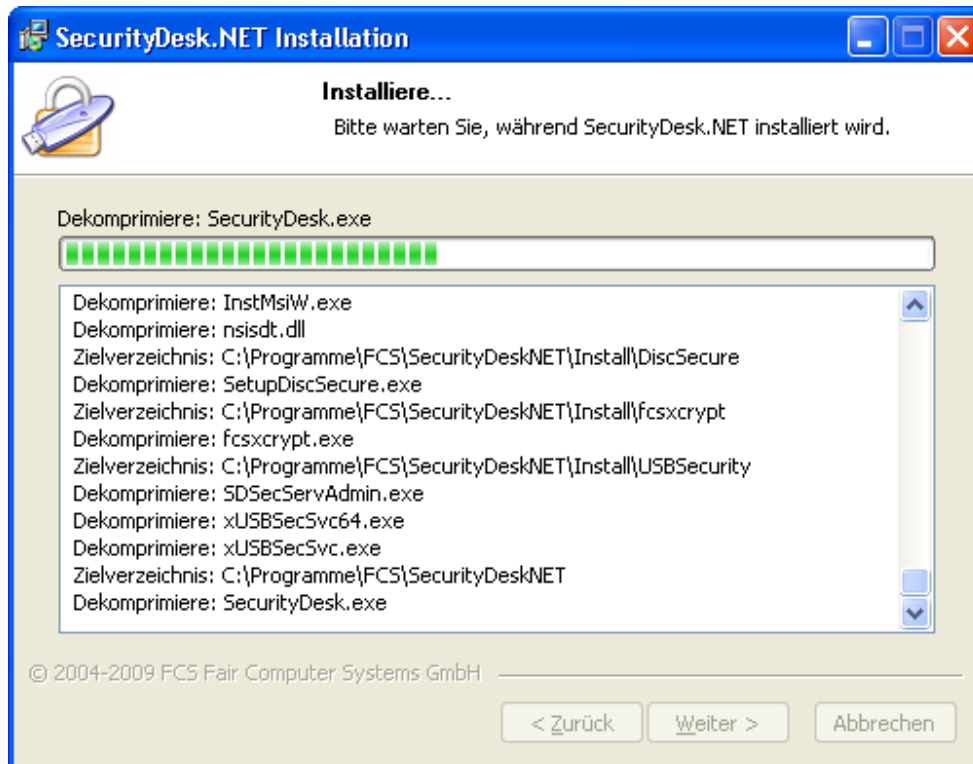 SecurityDesk.NET Installation
Installiere...
Bitte warten Sie, während SecurityDesk.NET installiert wird.
Dekomprimiere: SecurityDesk.exe
Dekomprimiere: InstMsiW.exe
Dekomprimiere: nsisdt.dll
Zielverzeichnis: C:\Programme\FCS\SecurityDeskNET\Install\DiscSecure
Dekomprimiere: SetupDiscSecure.exe
Zielverzeichnis: C:\Programme\FCS\SecurityDeskNET\Install\fcsxcrypt
Dekomprimiere: fcsxcrypt.exe
Zielverzeichnis: C:\Programme\FCS\SecurityDeskNET\Install\USBSecurity
Dekomprimiere: SDSecServAdmin.exe
Dekomprimiere: xUSBSecSvc64.exe
Dekomprimiere: xUSBSecSvc.exe
Zielverzeichnis: C:\Programme\FCS\SecurityDeskNET
Dekomprimiere: SecurityDesk.exe
© 2004-2009 FCS Fair Computer Systems GmbH
< Zurück
Weiter >
Abbrechen